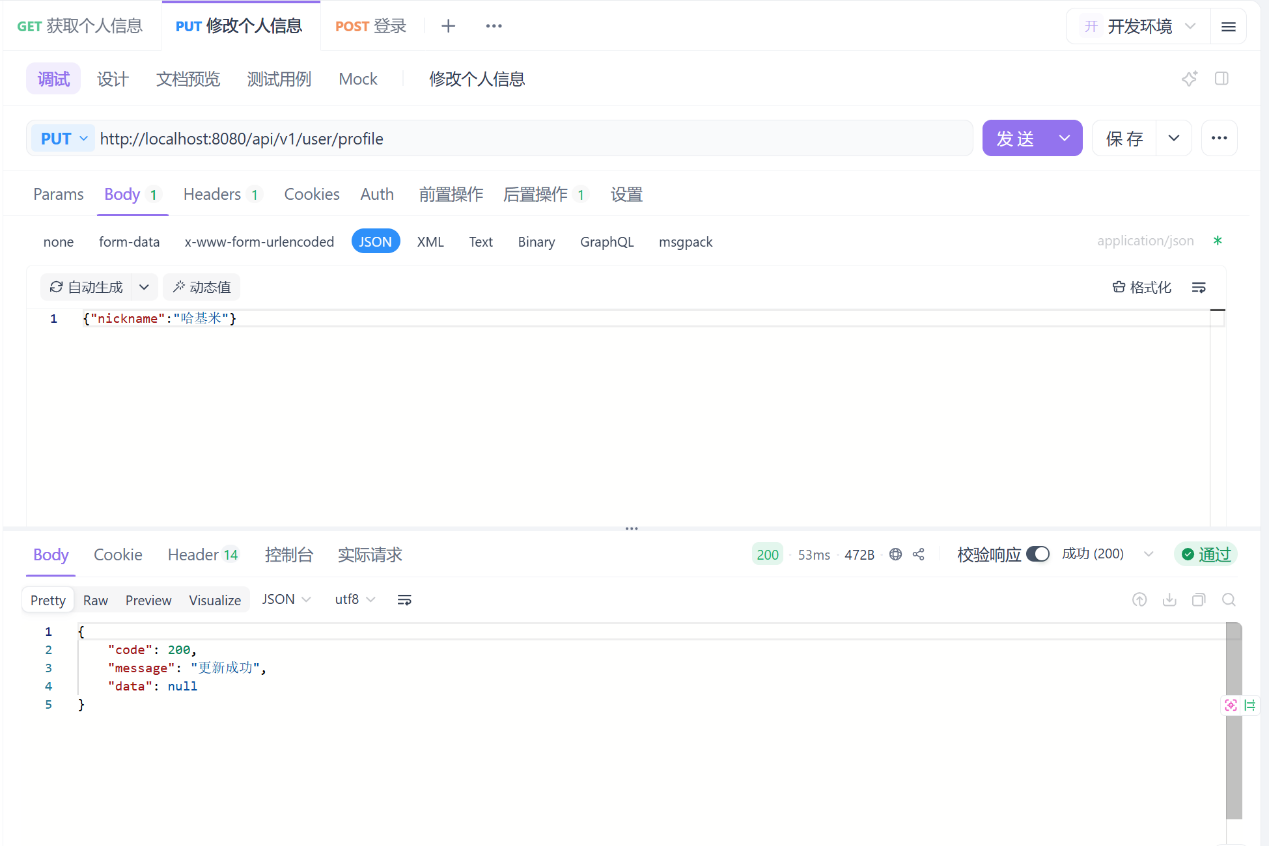 GET 获取个人信息 PUT 修改个人信息 POST 登录 + ··· 开 开发环境
调试 设计 文档预览 测试用例 Mock 修改个人信息
PUT http://localhost:8080/api/v1/user/profile 发送 保存 ···
Params Body 1 Headers 1 Cookies Auth 前置操作 后置操作 1 设置
none form-data x-www-form-urlencoded JSON XML Text Binary GraphQL msgpack application/json *
自动生成 动态值 格式化
1 {"nickname":"哈基米"}
Body Cookie Header 14 控制台 实际请求 200 · 53ms · 472B 校验响应 成功 (200) 通过
Pretty Raw Preview Visualize JSON utf8
1 {
2 "code": 200,
3 "message": "更新成功",
4 "data": null
5 }